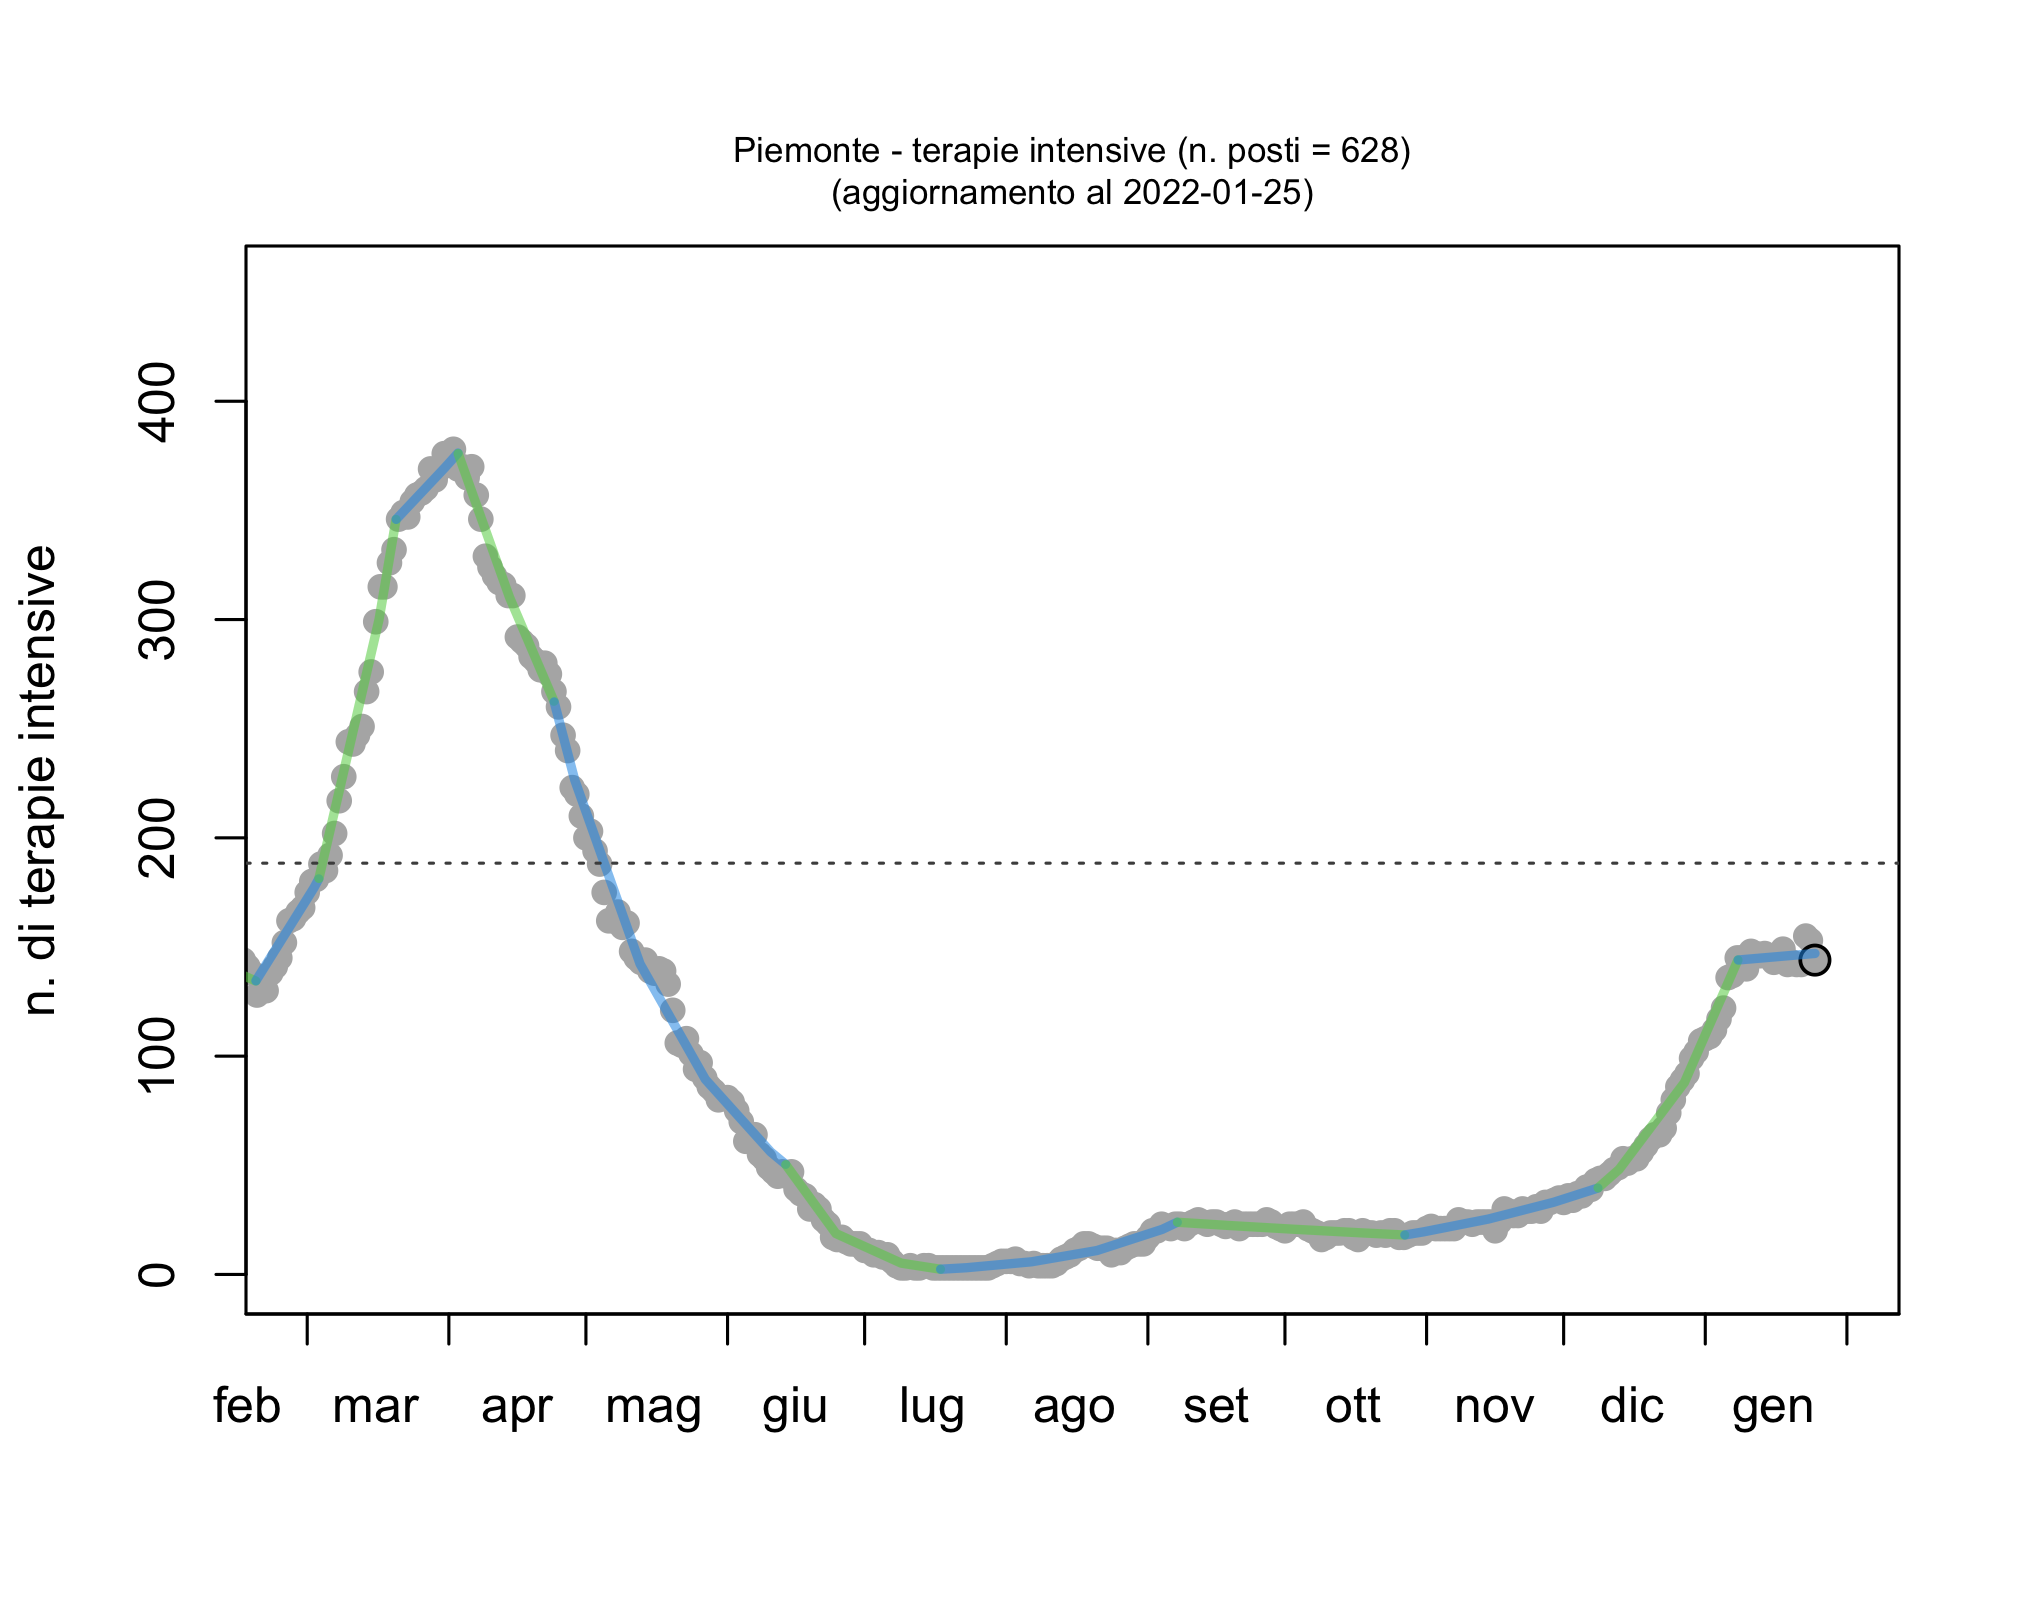 Piemonte - terapie intensive (n. posti = 628)
(aggiornamento al 2022-01-25)
n. di terapie intensive
400
300
200
100
0
feb mar apr mag giu lug ago set ott nov dic gen